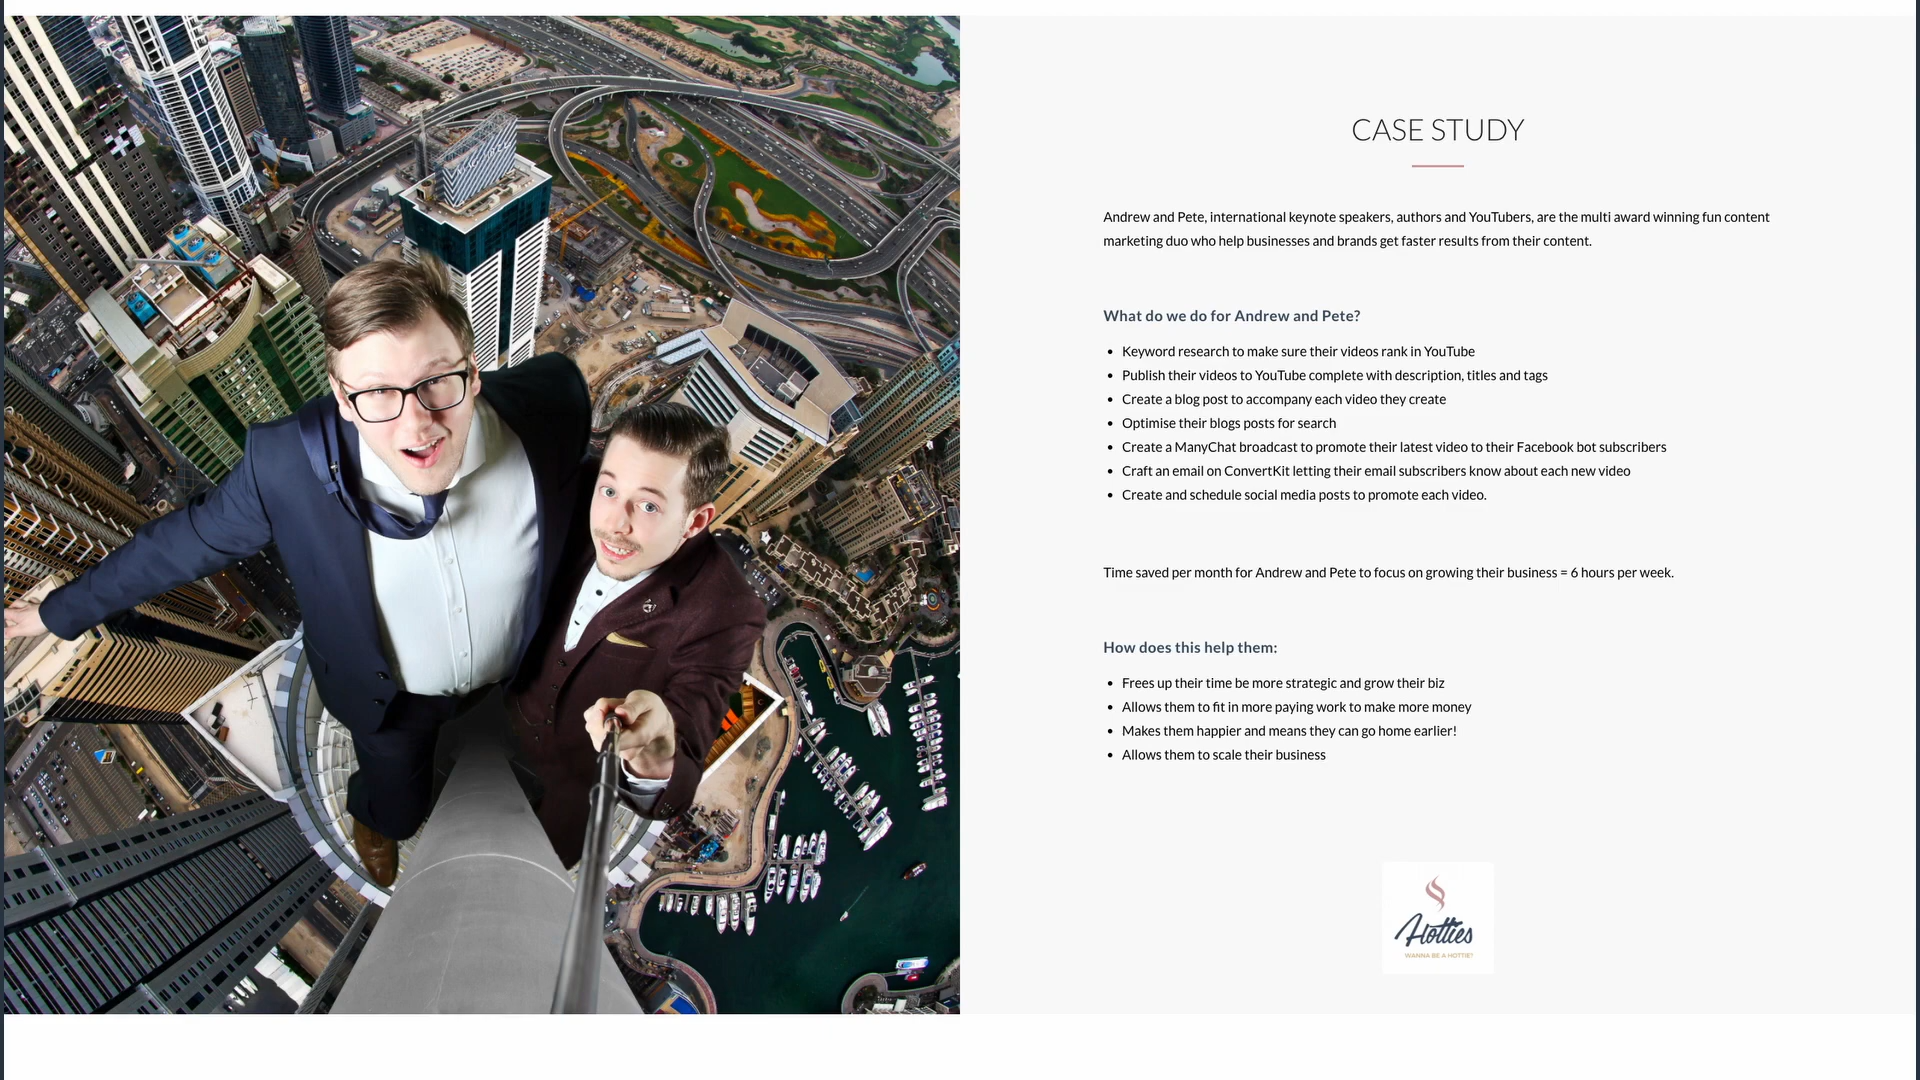 CASE STUDY
Andrew and Pete, international keynote speakers, authors and YouTubers, are the multi award winning fun content
marketing duo who help businesses and brands get faster results from their content.
What do we do for Andrew and Pete?
• Keyword research to make sure their videos rank in YouTube
• Publish their videos to YouTube complete with description, titles and tags
• Create a blog post to accompany each video they create
• Optimise their blogs posts for search
• Create a ManyChat broadcast to promote their latest video to their Facebook bot subscribers
• Craft an email on ConvertKit letting their email subscribers know about each new video
• Create and schedule social media posts to promote each video.
Time saved per month for Andrew and Pete to focus on growing their business = 6 hours per week.
How does this help them:
• Frees up their time be more strategic and grow their biz
• Allows them to fit in more paying work to make more money
• Makes them happier and means they can go home earlier!
• Allows them to scale their business
Hotties
WANNA BE A HOTTIE?